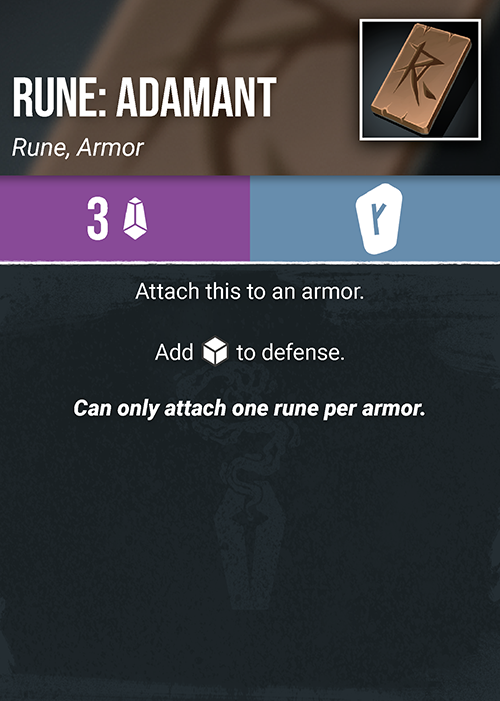 RUNE: ADAMANT
Rune, Armor
3
Attach this to an armor.
Add to defense.
Can only attach one rune per armor.